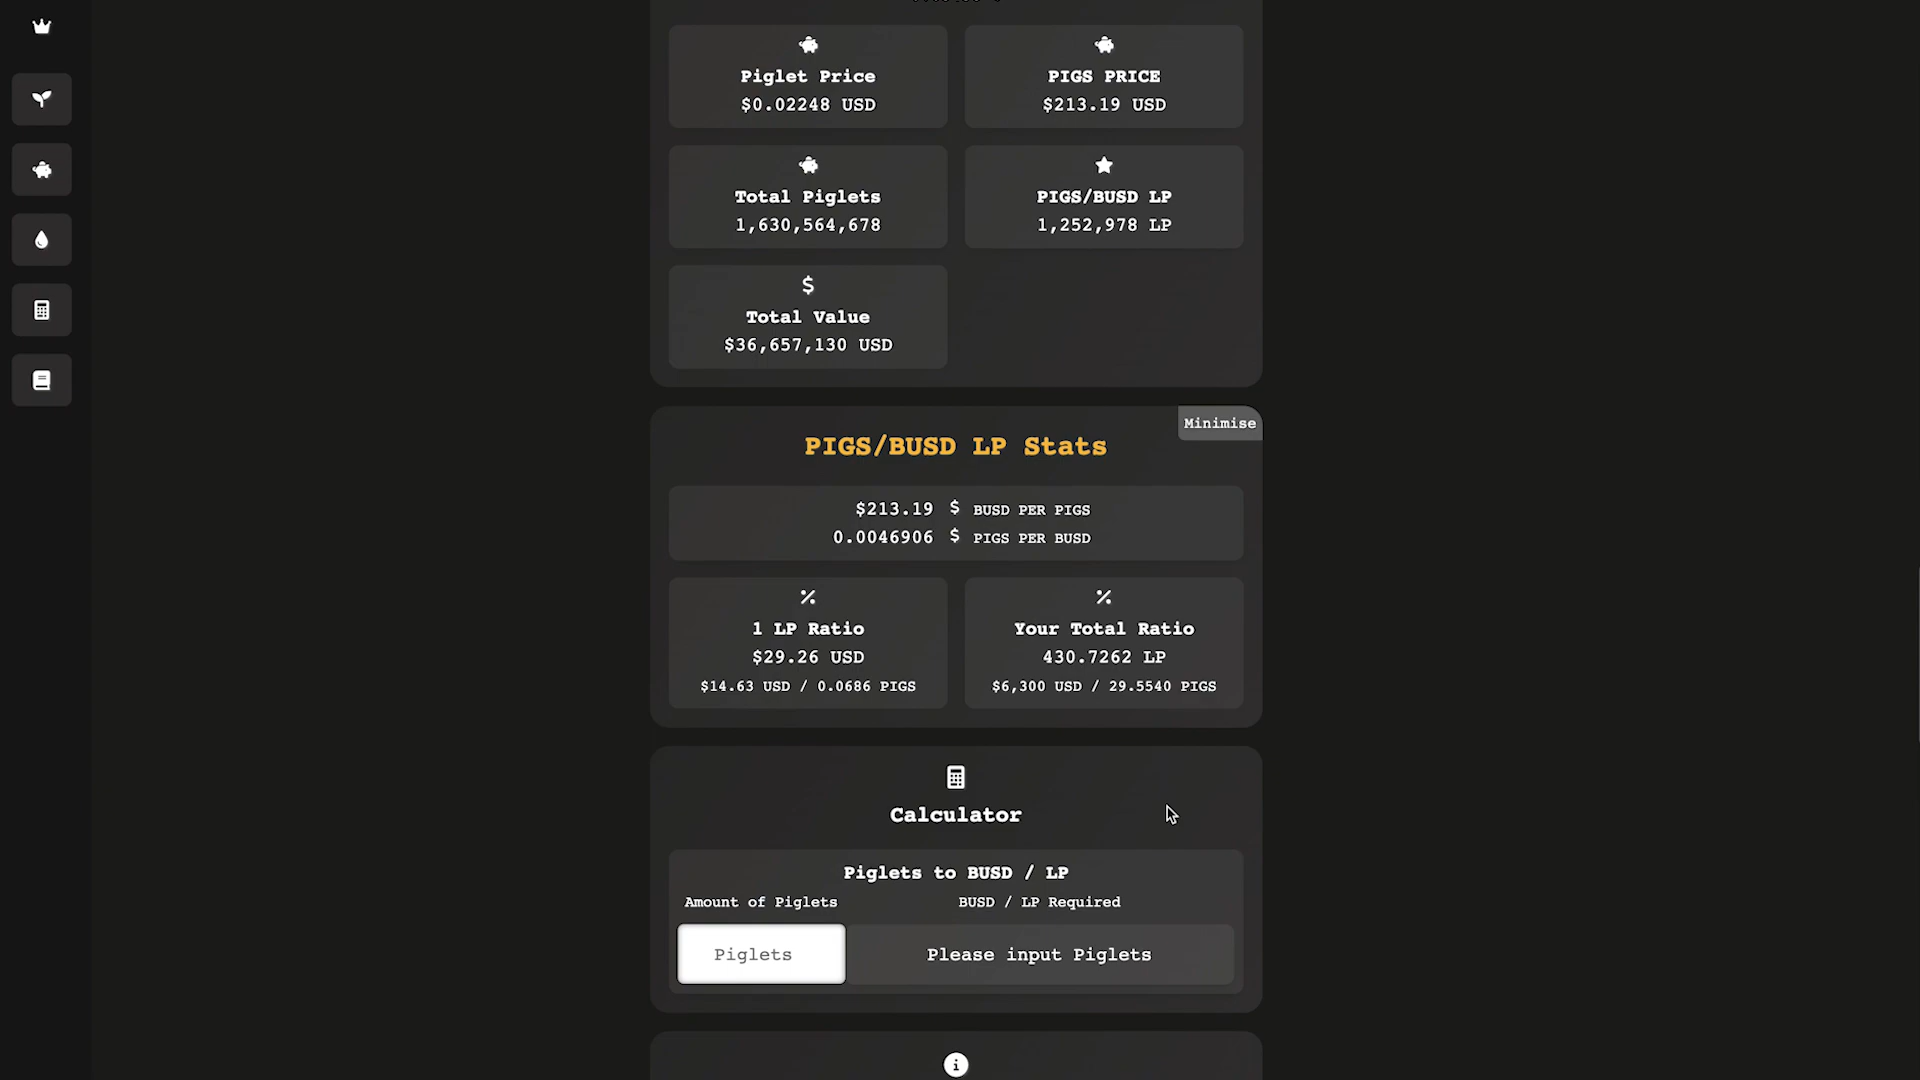 Piglet Price
$0.02248 USD
PIGS PRICE
$213.19 USD
Total Piglets
1,630,564,678
PIGS/BUSD LP
1,252,978 LP
$
Total Value
$36,657,130 USD
Minimise
PIGS/BUSD LP Stats
$213.19 $ BUSD PER PIGS
0.0046906 $ PIGS PER BUSD
%
1 LP Ratio
$29.26 USD
$14.63 USD / 0.0686 PIGS
%
Your Total Ratio
430.7262 LP
$6,300 USD / 29.5540 PIGS
Calculator
Piglets to BUSD / LP
Amount of Piglets
BUSD / LP Required
Piglets
Please input Piglets